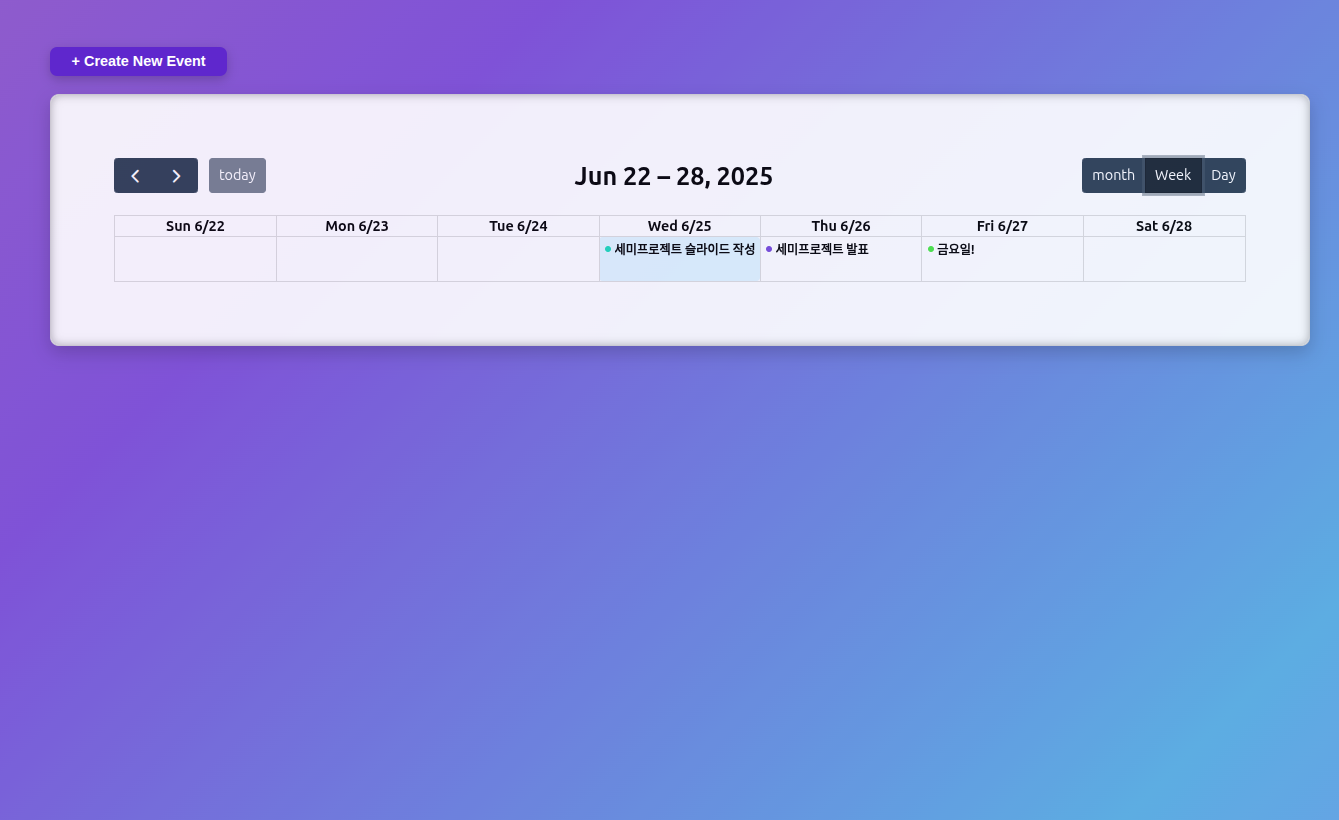 + Create New Event
today
Jun 22 – 28, 2025
month Week Day
Sun 6/22 Mon 6/23 Tue 6/24 Wed 6/25 Thu 6/26 Fri 6/27 Sat 6/28
세미프로젝트 슬라이드 작성 세미프로젝트 발표 금요일!